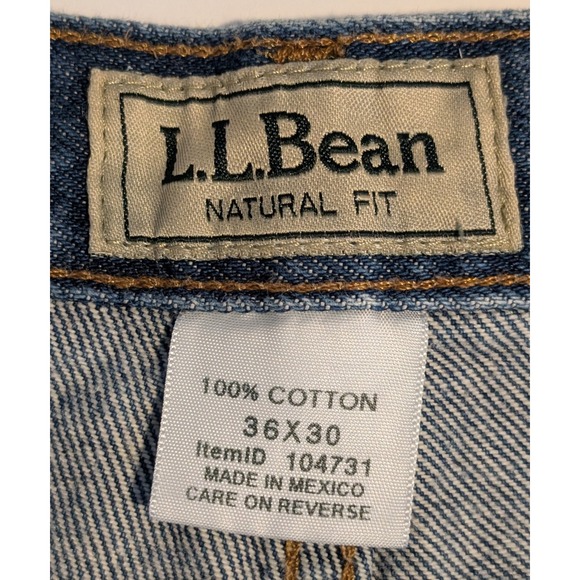 L.L.Bean
NATURAL FIT
100% COTTON
36X30
ItemID 104731
MADE IN MEXICO
CARE ON REVERSE